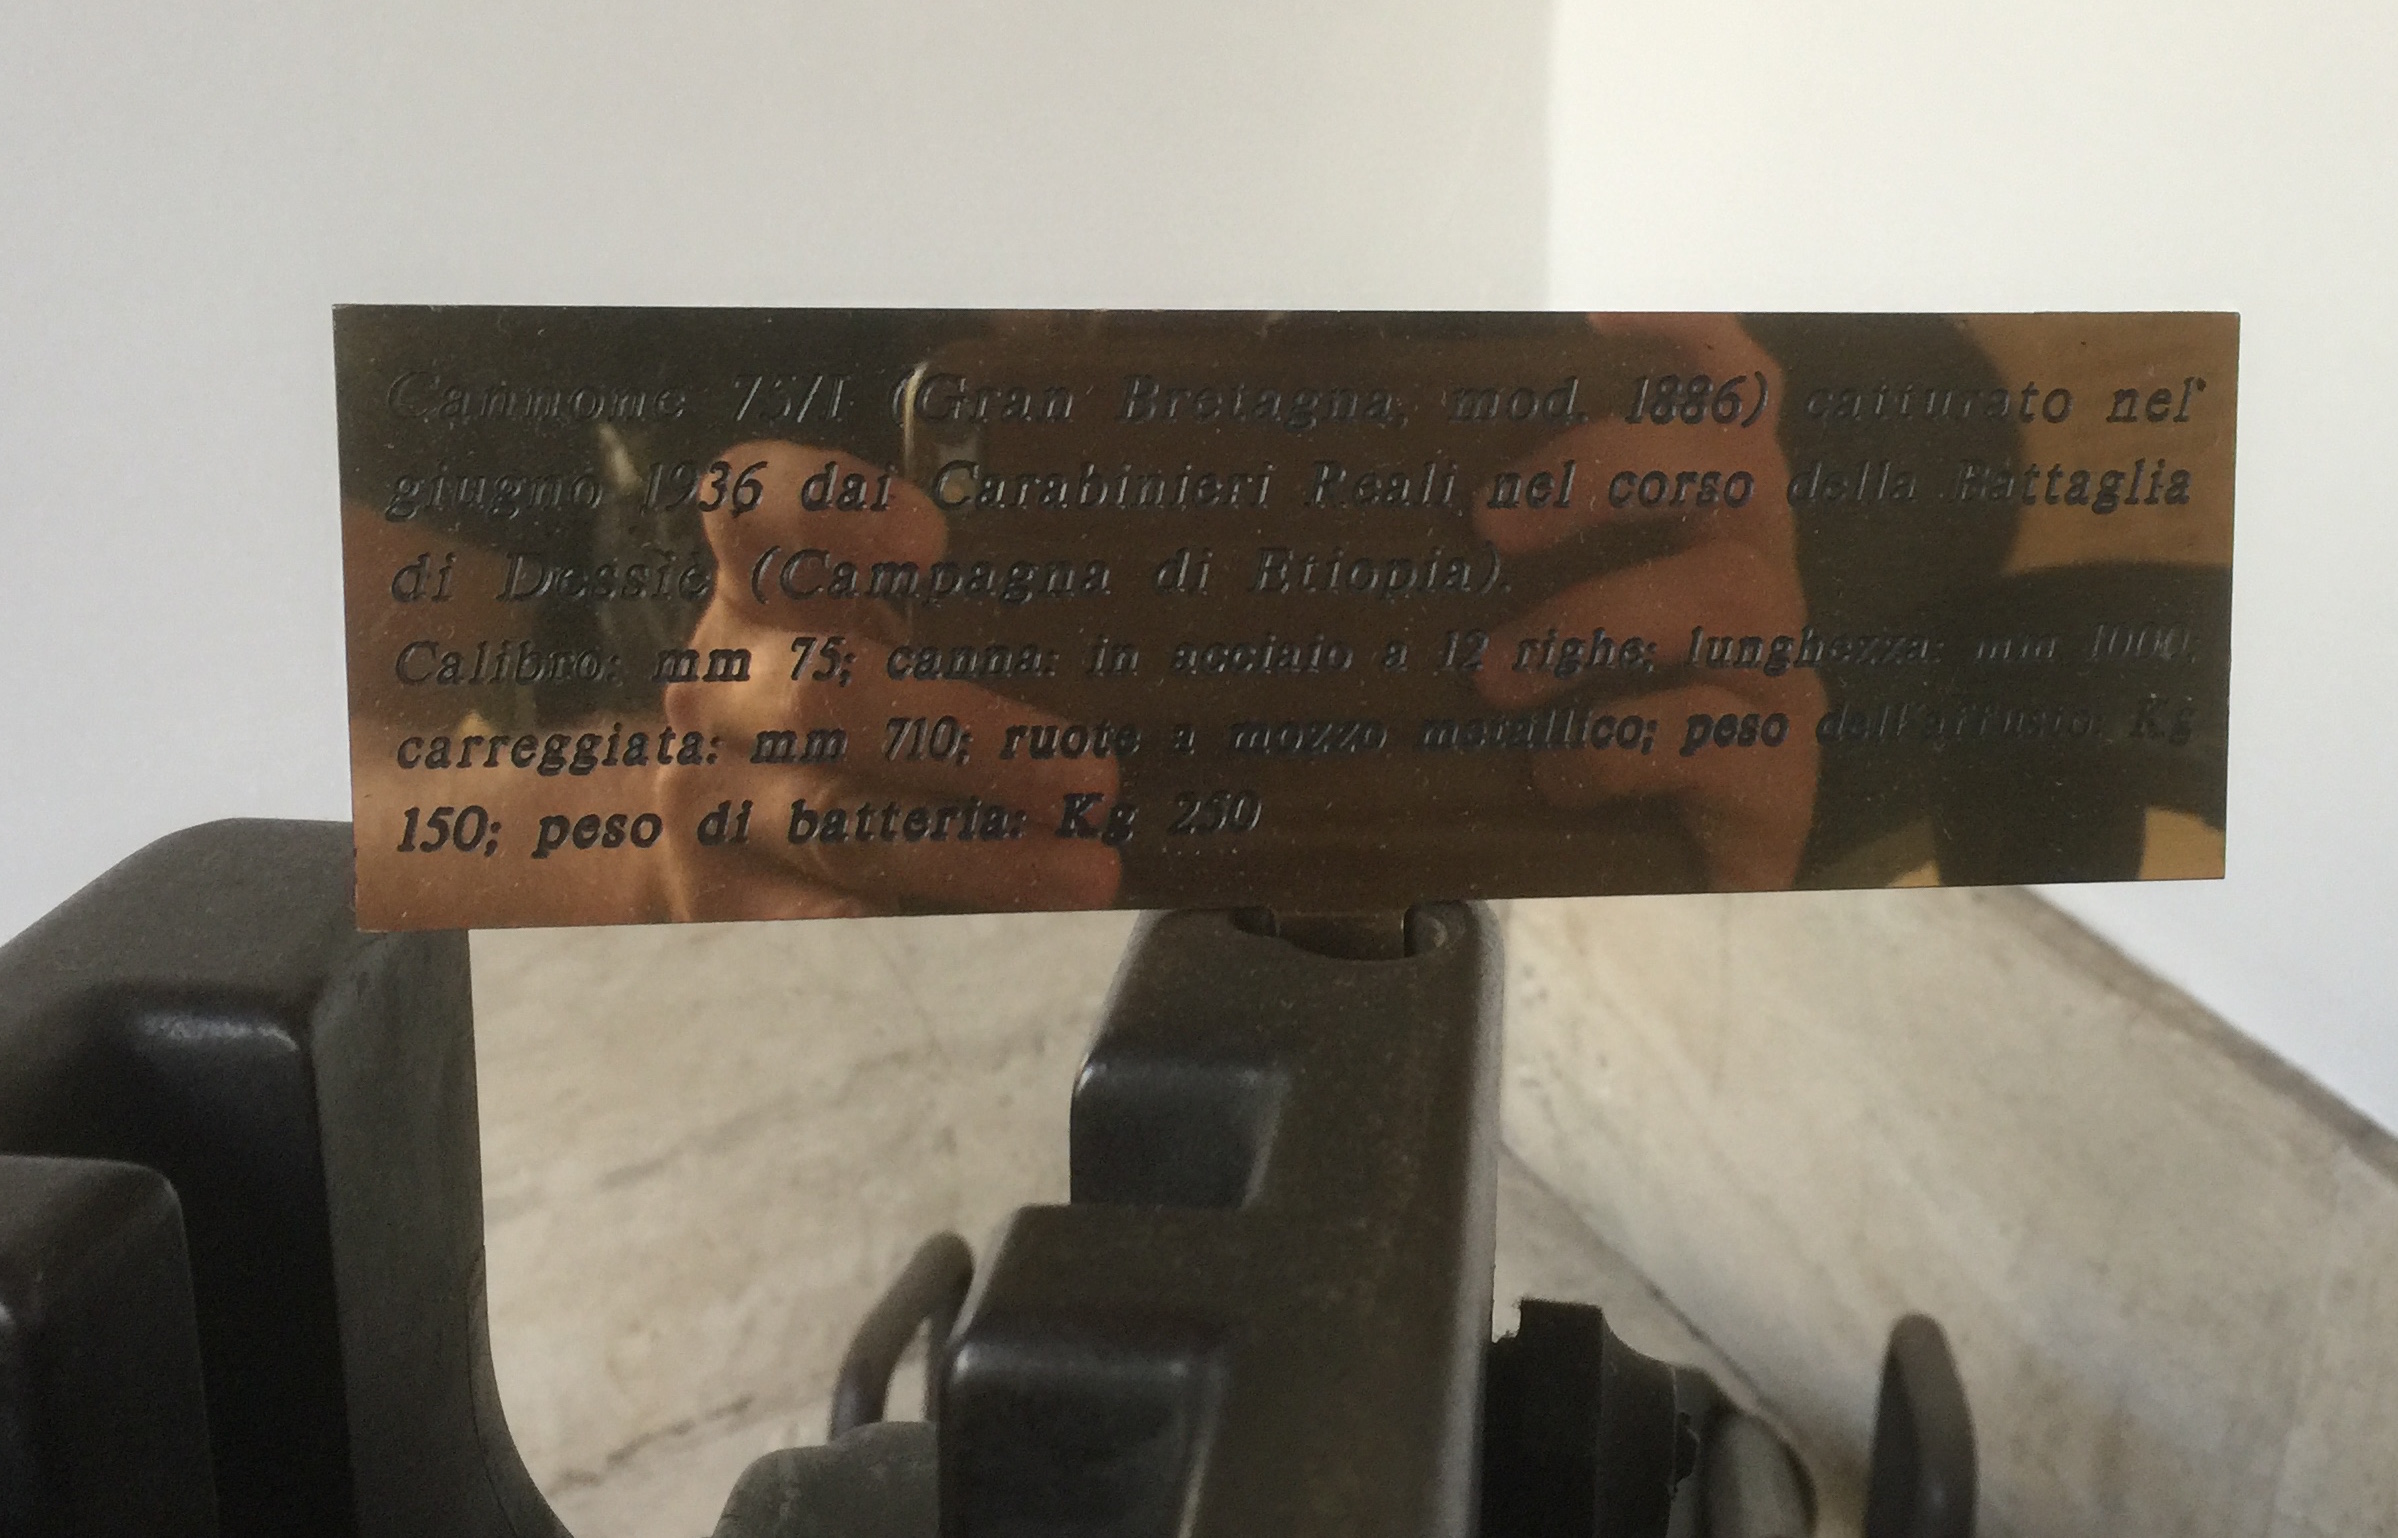 Cannone 75/1 (Gran Bretagna, mod. 1886) catturato nel
giugno 1936 dai Carabinieri Reali nel corso della Battaglia
di Dessiè (Campagna di Etiopia).
Calibro: mm 75; canna: in acciaio a 12 righe; lunghezza: mm 1000;
carreggiata: mm 710; ruote a mozzo metallico; peso dell'affusto: Kg
150; peso di batteria: Kg 250